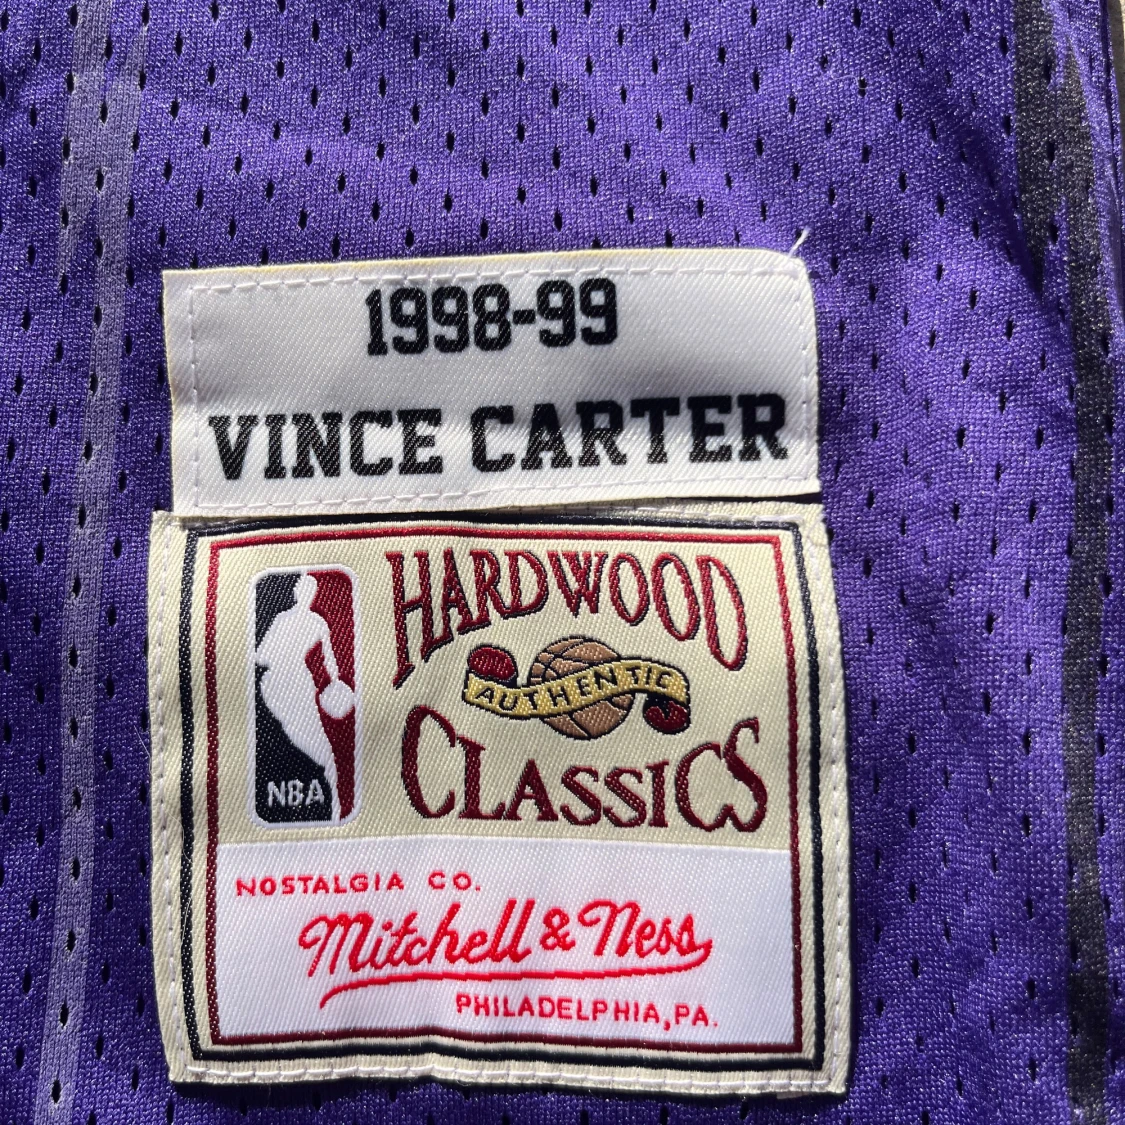 1998-99
VINCE CARTER
HARDWOOD
AUTHENTIC
CLASSICS
NBA
NOSTALGIA CO.
Mitchell & Ness
PHILADELPHIA, PA.